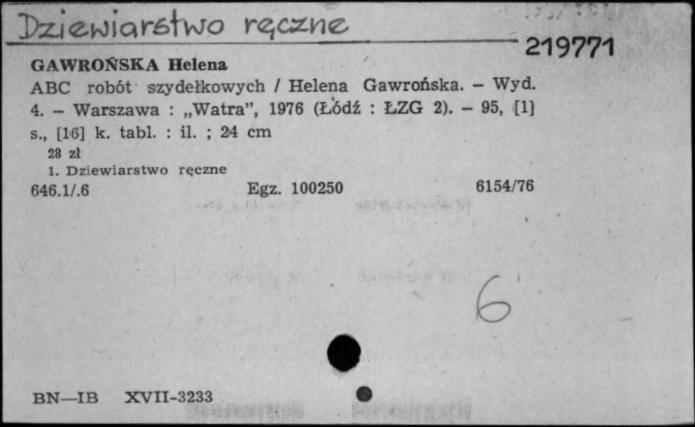 Dziewiarstwo ręczne
219771
GAWROŃSKA Helena
ABC robót szydełkowych / Helena Gawrońska. — Wyd.
4. — Warszawa : „Watra”, 1976 (Łódź : ŁZG 2). — 95, [1]
s., [16] k. tabl. : il. ; 24 cm
28 zł
1. Dziewiarstwo ręczne
646.1/.6 Egz. 100250 6154/76
6
BN—IB XVII-3233